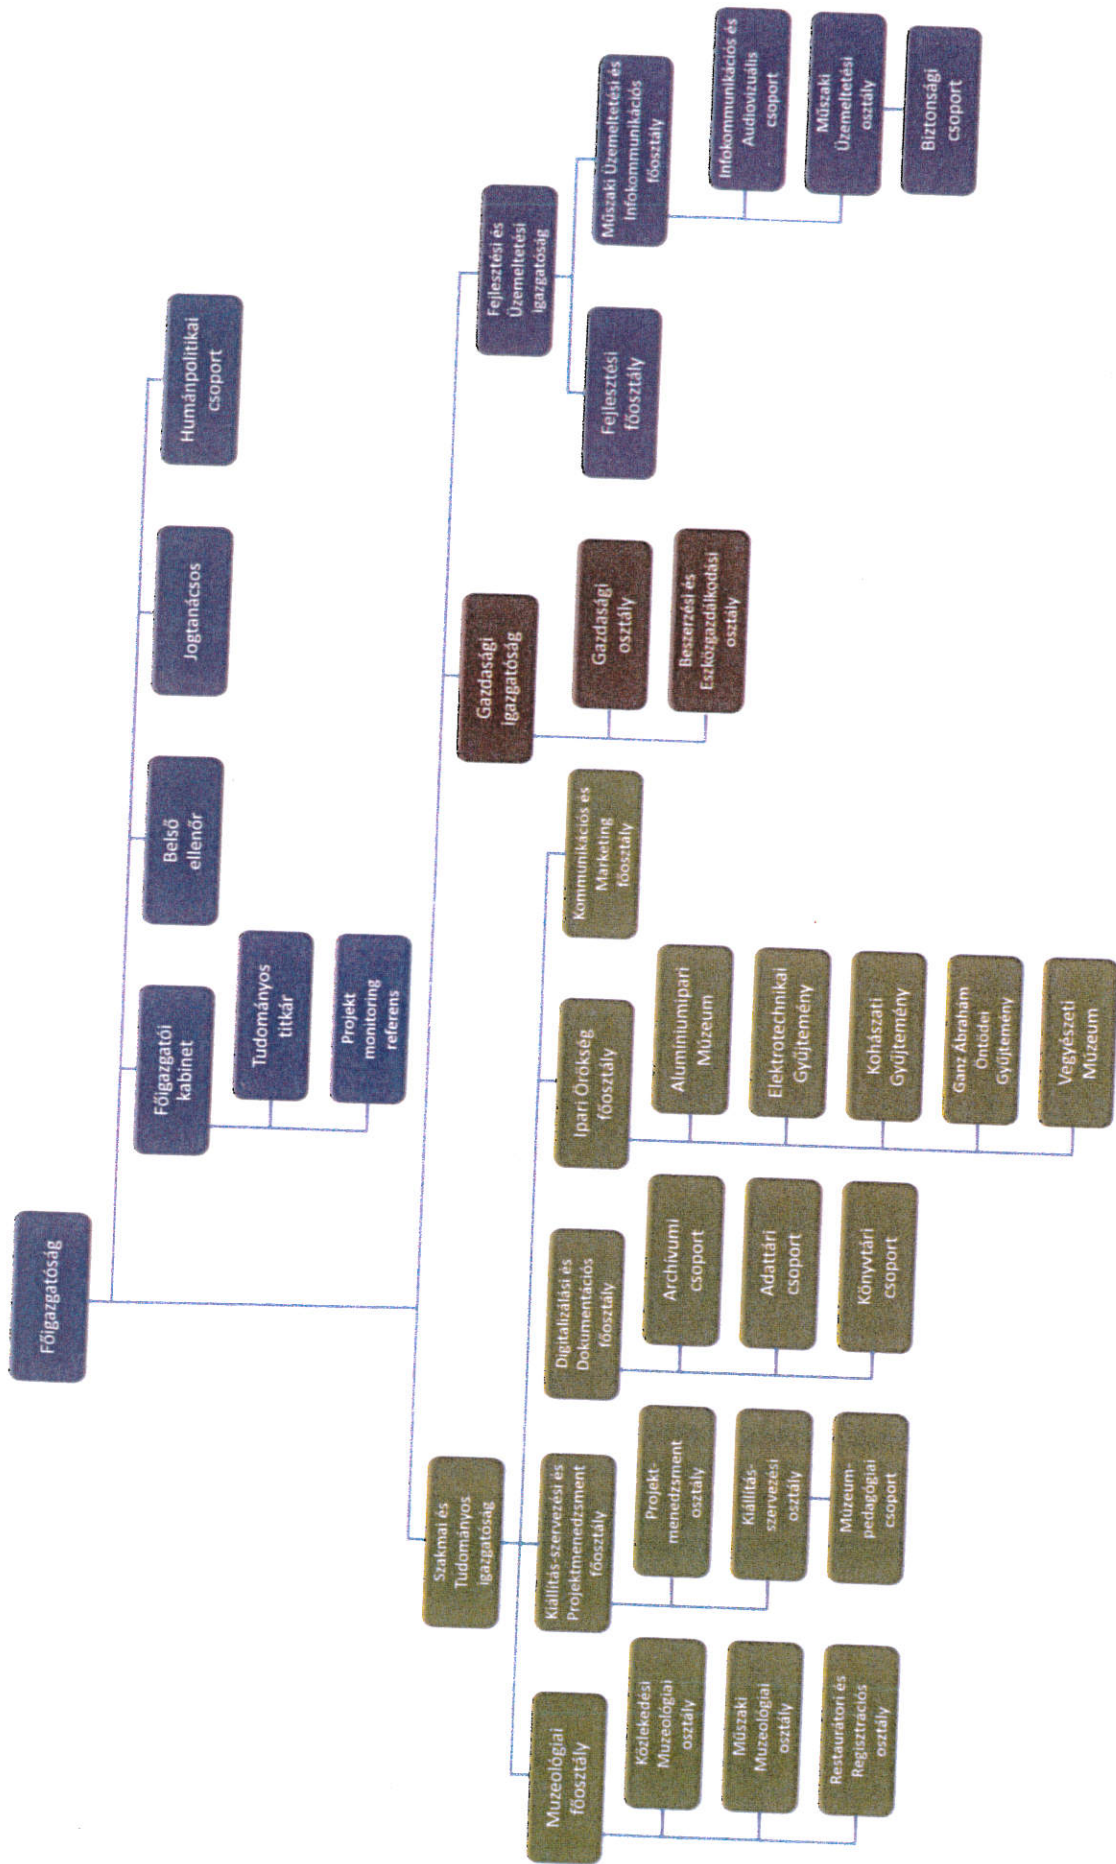 Főigazgatóság
Főigazgatói
kabinet
Tudományos
titkár
Projekt
monitoring
referens
Belső
ellenőr
Jogtanácsos
Humánpolitikai
csoport
Szakmai és
Tudományos
igazgatóság
Muzeológiai
főosztály
Közlekedési
Muzeológiai
osztály
Műszaki
Muzeológiai
osztály
Restaurátori és
Regisztrációs
osztály
Kiállítás-szervezési és
Projektmenedzsment
főosztály
Projekt-
menedzsment
osztály
Kiállítás-
szervezési
osztály
Múzeum-
pedagógiai
csoport
Digitalizálási és
Dokumentációs
főosztály
Archívumi
csoport
Adattári
csoport
Könyvtári
csoport
Ipari Örökség
főosztály
Alumíniumipari
Múzeum
Elektrotechnikai
Gyűjtemény
Kohászati
Gyűjtemény
Ganz Ábrahám
Öntödei
Gyűjtemény
Vegyészeti
Múzeum
Kommunikációs és
Marketing
főosztály
Gazdasági
igazgatóság
Gazdasági
osztály
Beszerzési és
Eszközgazdálkodási
osztály
Fejlesztési és
Üzemeltetési
igazgatóság
Fejlesztési
főosztály
Műszaki Üzemeltetési és
Infokommunikációs
főosztály
Infokommunikációs és
Audiovizuális
csoport
Műszaki
Üzemeltetési
osztály
Biztonsági
csoport